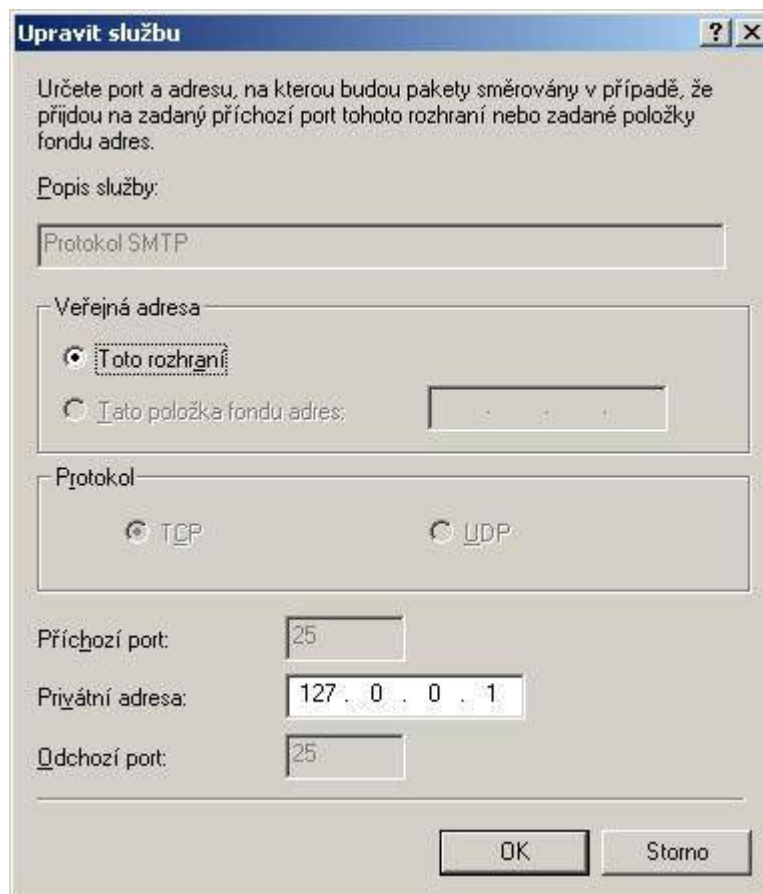 Upravit službu
Určete port a adresu, na kterou budou pakety směrovány v případě, že
přijdou na zadaný příchozí port tohoto rozhraní nebo zadané položky
fondu adres.
Popis služby:
Protokol SMTP
Veřejná adresa
Toto rozhraní
Tato položka fondu adres: . . .
Protokol
TCP UDP
Příchozí port: 25
Privátní adresa: 127 . 0 . 0 . 1
Odchozí port: 25
OK Storno